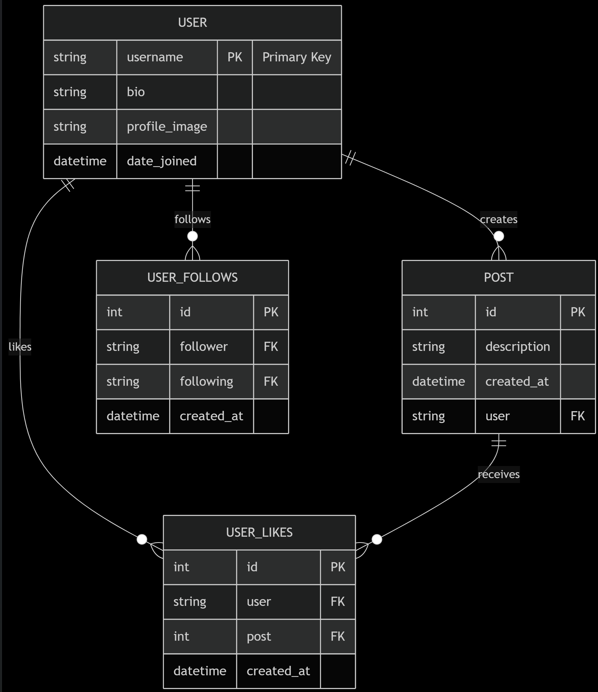 USER
string username PK Primary Key
string bio
string profile_image
datetime date_joined
follows
creates
USER_FOLLOWS
int id PK
string follower FK
string following FK
datetime created_at
POST
int id PK
string description
datetime created_at
string user FK
likes
receives
USER_LIKES
int id PK
string user FK
int post FK
datetime created_at